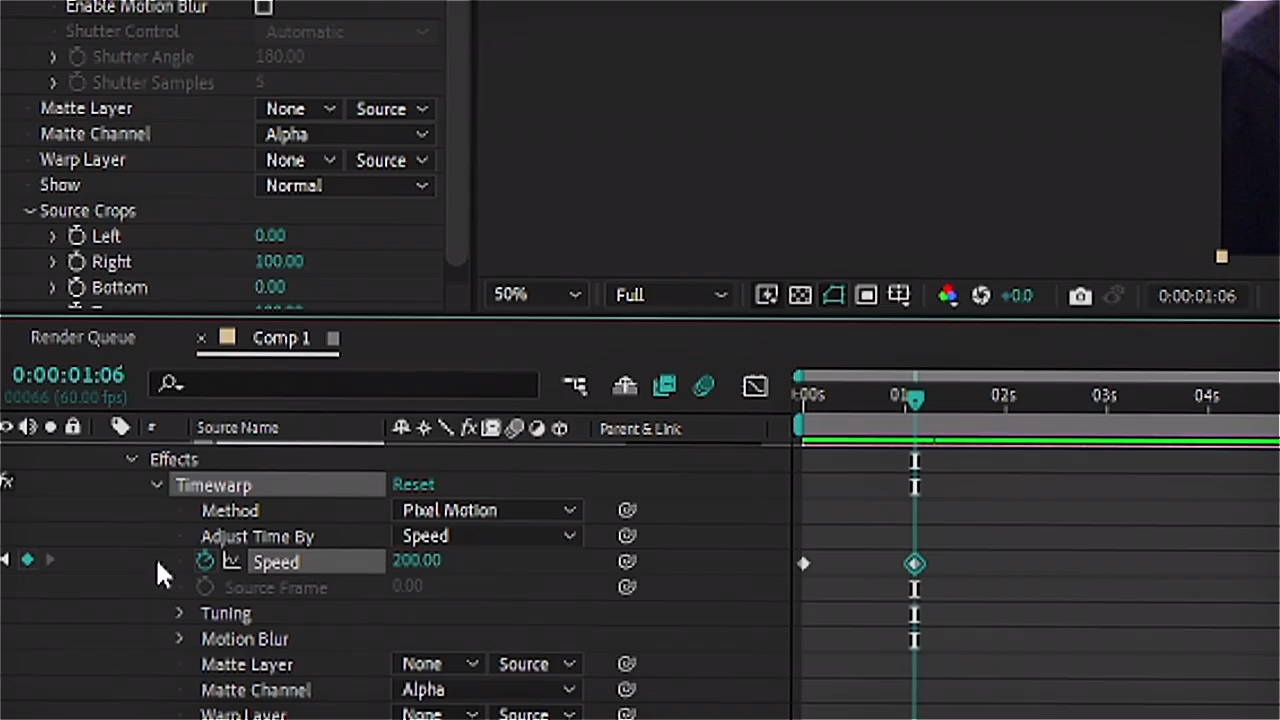 Enable Motion Blur
Shutter Control Automatic
Shutter Angle 180.00
Shutter Samples 5
Matte Layer None Source
Matte Channel Alpha
Warp Layer None Source
Show Normal
Source Crops
Left 0.00
Right 100.00
Bottom 0.00
50% Full +0.0 0:00:01:06
Render Queue × Comp 1
0:00:01:06
00066 (60.00 fps)
:00s 01 02s 03s 04s
# Source Name fx Parent & Link
Effects
fx Timewarp Reset
Method Pixel Motion
Adjust Time By Speed
Speed 200.00
Source Frame 0.00
Tuning
Motion Blur
Matte Layer None Source
Matte Channel Alpha
Warp Layer None Source